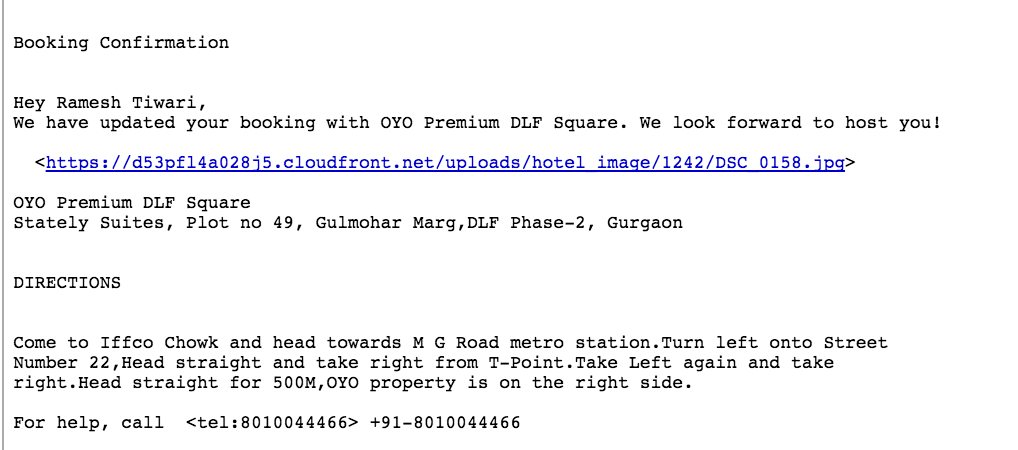 Booking Confirmation
Hey Ramesh Tiwari,
We have updated your booking with OYO Premium DLF Square. We look forward to host you!
<https://d53pfl4a028j5.cloudfront.net/uploads/hotel_image/1242/DSC_0158.jpg>
OYO Premium DLF Square
Stately Suites, Plot no 49, Gulmohar Marg,DLF Phase-2, Gurgaon
DIRECTIONS
Come to Iffco Chowk and head towards M G Road metro station.Turn left onto Street
Number 22,Head straight and take right from T-Point.Take Left again and take
right.Head straight for 500M,OYO property is on the right side.
For help, call  <tel:8010044466> +91-8010044466